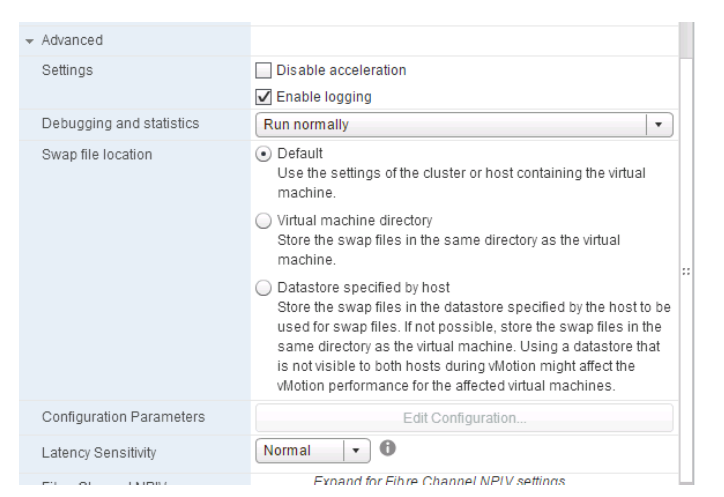 Advanced
Settings
Disable acceleration
Enable logging
Debugging and statistics
Run normally
Swap file location
Default
Use the settings of the cluster or host containing the virtual
machine.
Virtual machine directory
Store the swap files in the same directory as the virtual
machine.
Datastore specified by host
Store the swap files in the datastore specified by the host to be
used for swap files. If not possible, store the swap files in the
same directory as the virtual machine. Using a datastore that
is not visible to both hosts during vMotion might affect the
vMotion performance for the affected virtual machines.
Configuration Parameters
Edit Configuration...
Latency Sensitivity
Normal
Fibre Channel NPIV
Expand for Fibre Channel NPIV settings